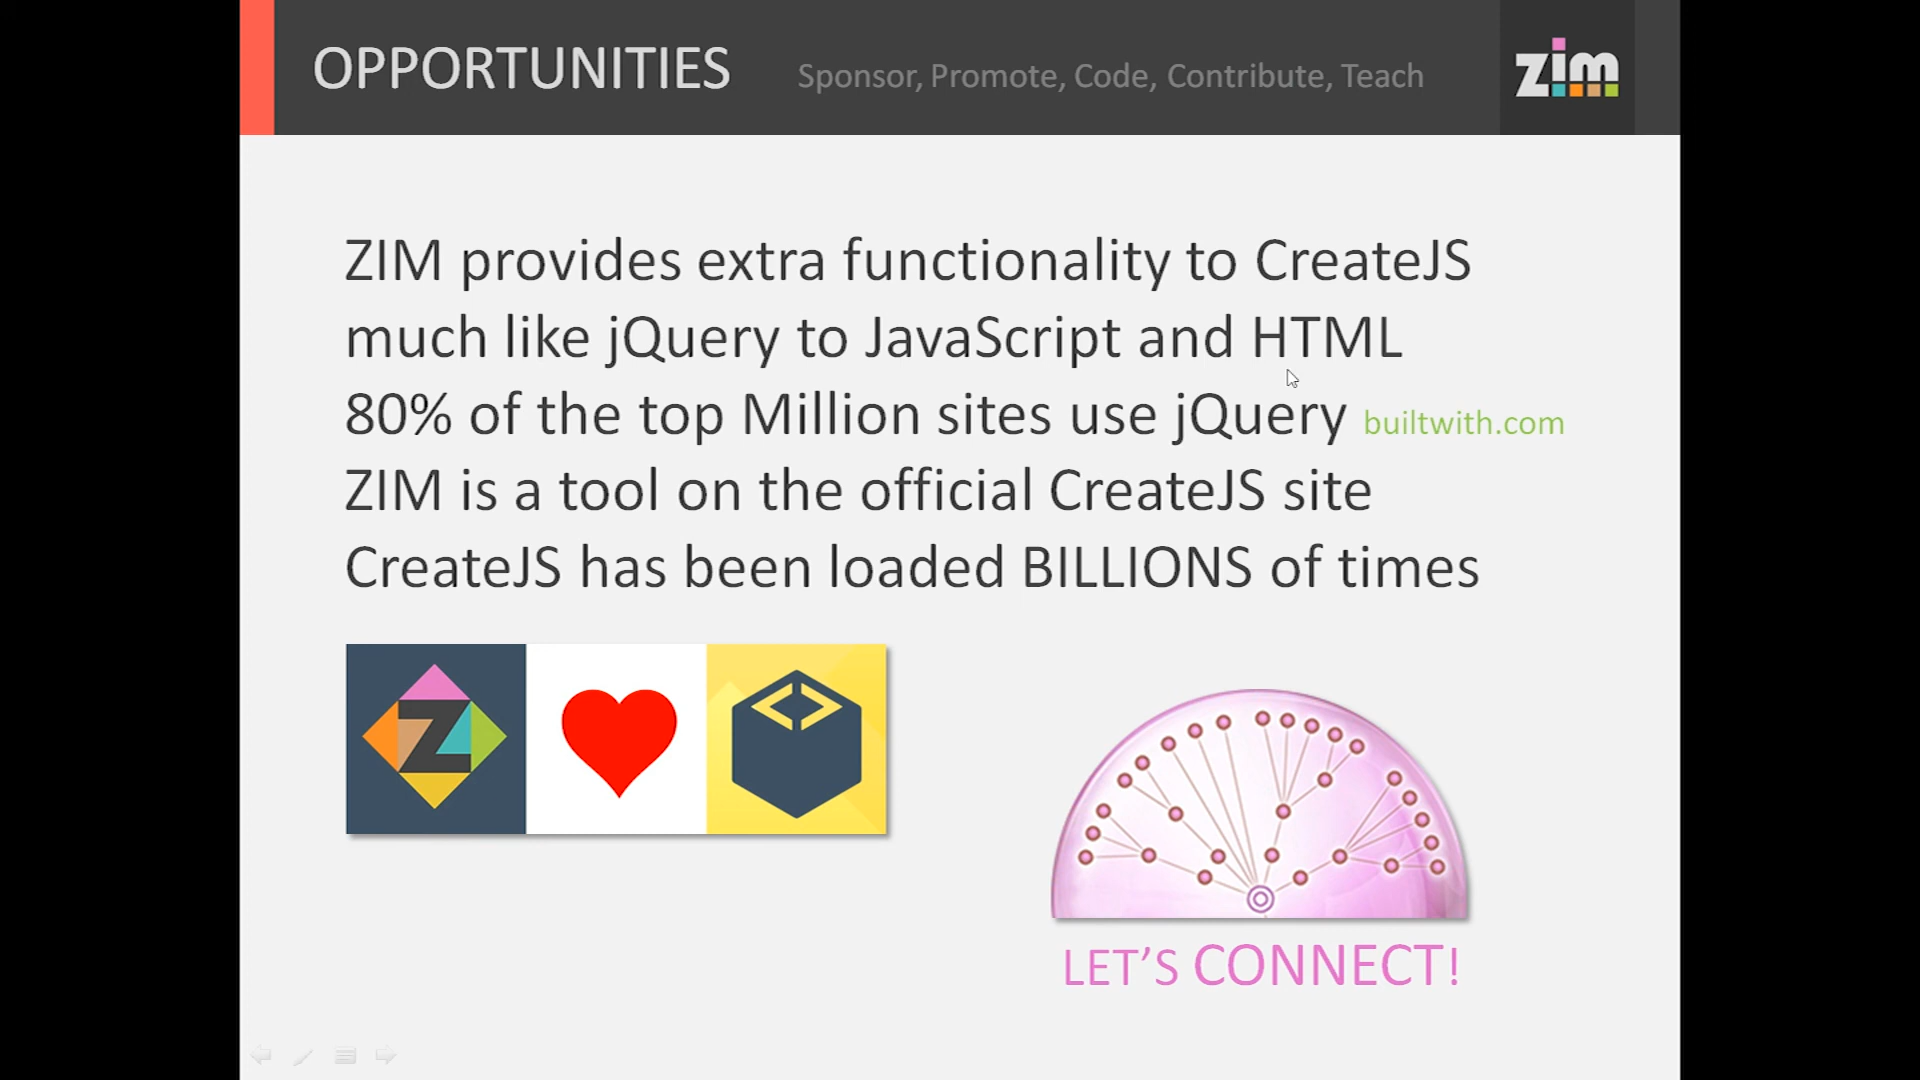 OPPORTUNITIES Sponsor, Promote, Code, Contribute, Teach zim
ZIM provides extra functionality to CreateJS
much like jQuery to JavaScript and HTML
80% of the top Million sites use jQuery builtwith.com
ZIM is a tool on the official CreateJS site
CreateJS has been loaded BILLIONS of times
Z
LET’S CONNECT!